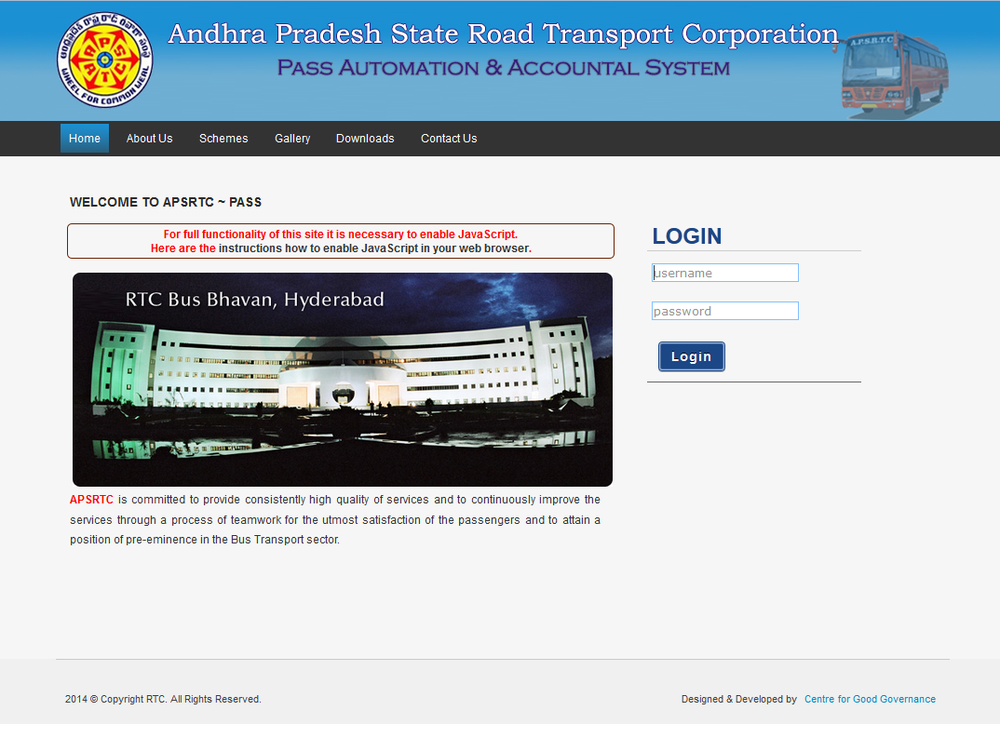 WHEEL FOR COMMON WEAL
A P S R T C
Andhra Pradesh State Road Transport Corporation
PASS AUTOMATION & ACCOUNTAL SYSTEM
A.P.S.R.T.C
Home About Us Schemes Gallery Downloads Contact Us
WELCOME TO APSRTC ~ PASS
For full functionality of this site it is necessary to enable JavaScript.
Here are the instructions how to enable JavaScript in your web browser.
RTC Bus Bhavan, Hyderabad
APSRTC is committed to provide consistently high quality of services and to continuously improve the
services through a process of teamwork for the utmost satisfaction of the passengers and to attain a
position of pre-eminence in the Bus Transport sector.
LOGIN
username
password
Login
2014 © Copyright RTC. All Rights Reserved.
Designed & Developed by Centre for Good Governance